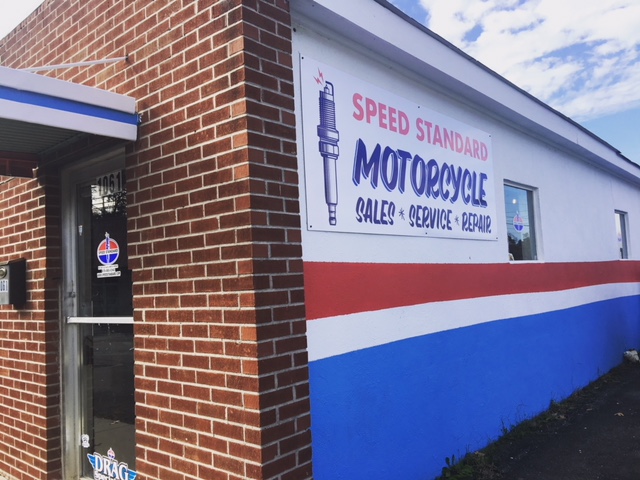 1061
SPEED STANDARD
MOTORCYCLE
SALES * SERVICE * REPAIR
DRAG